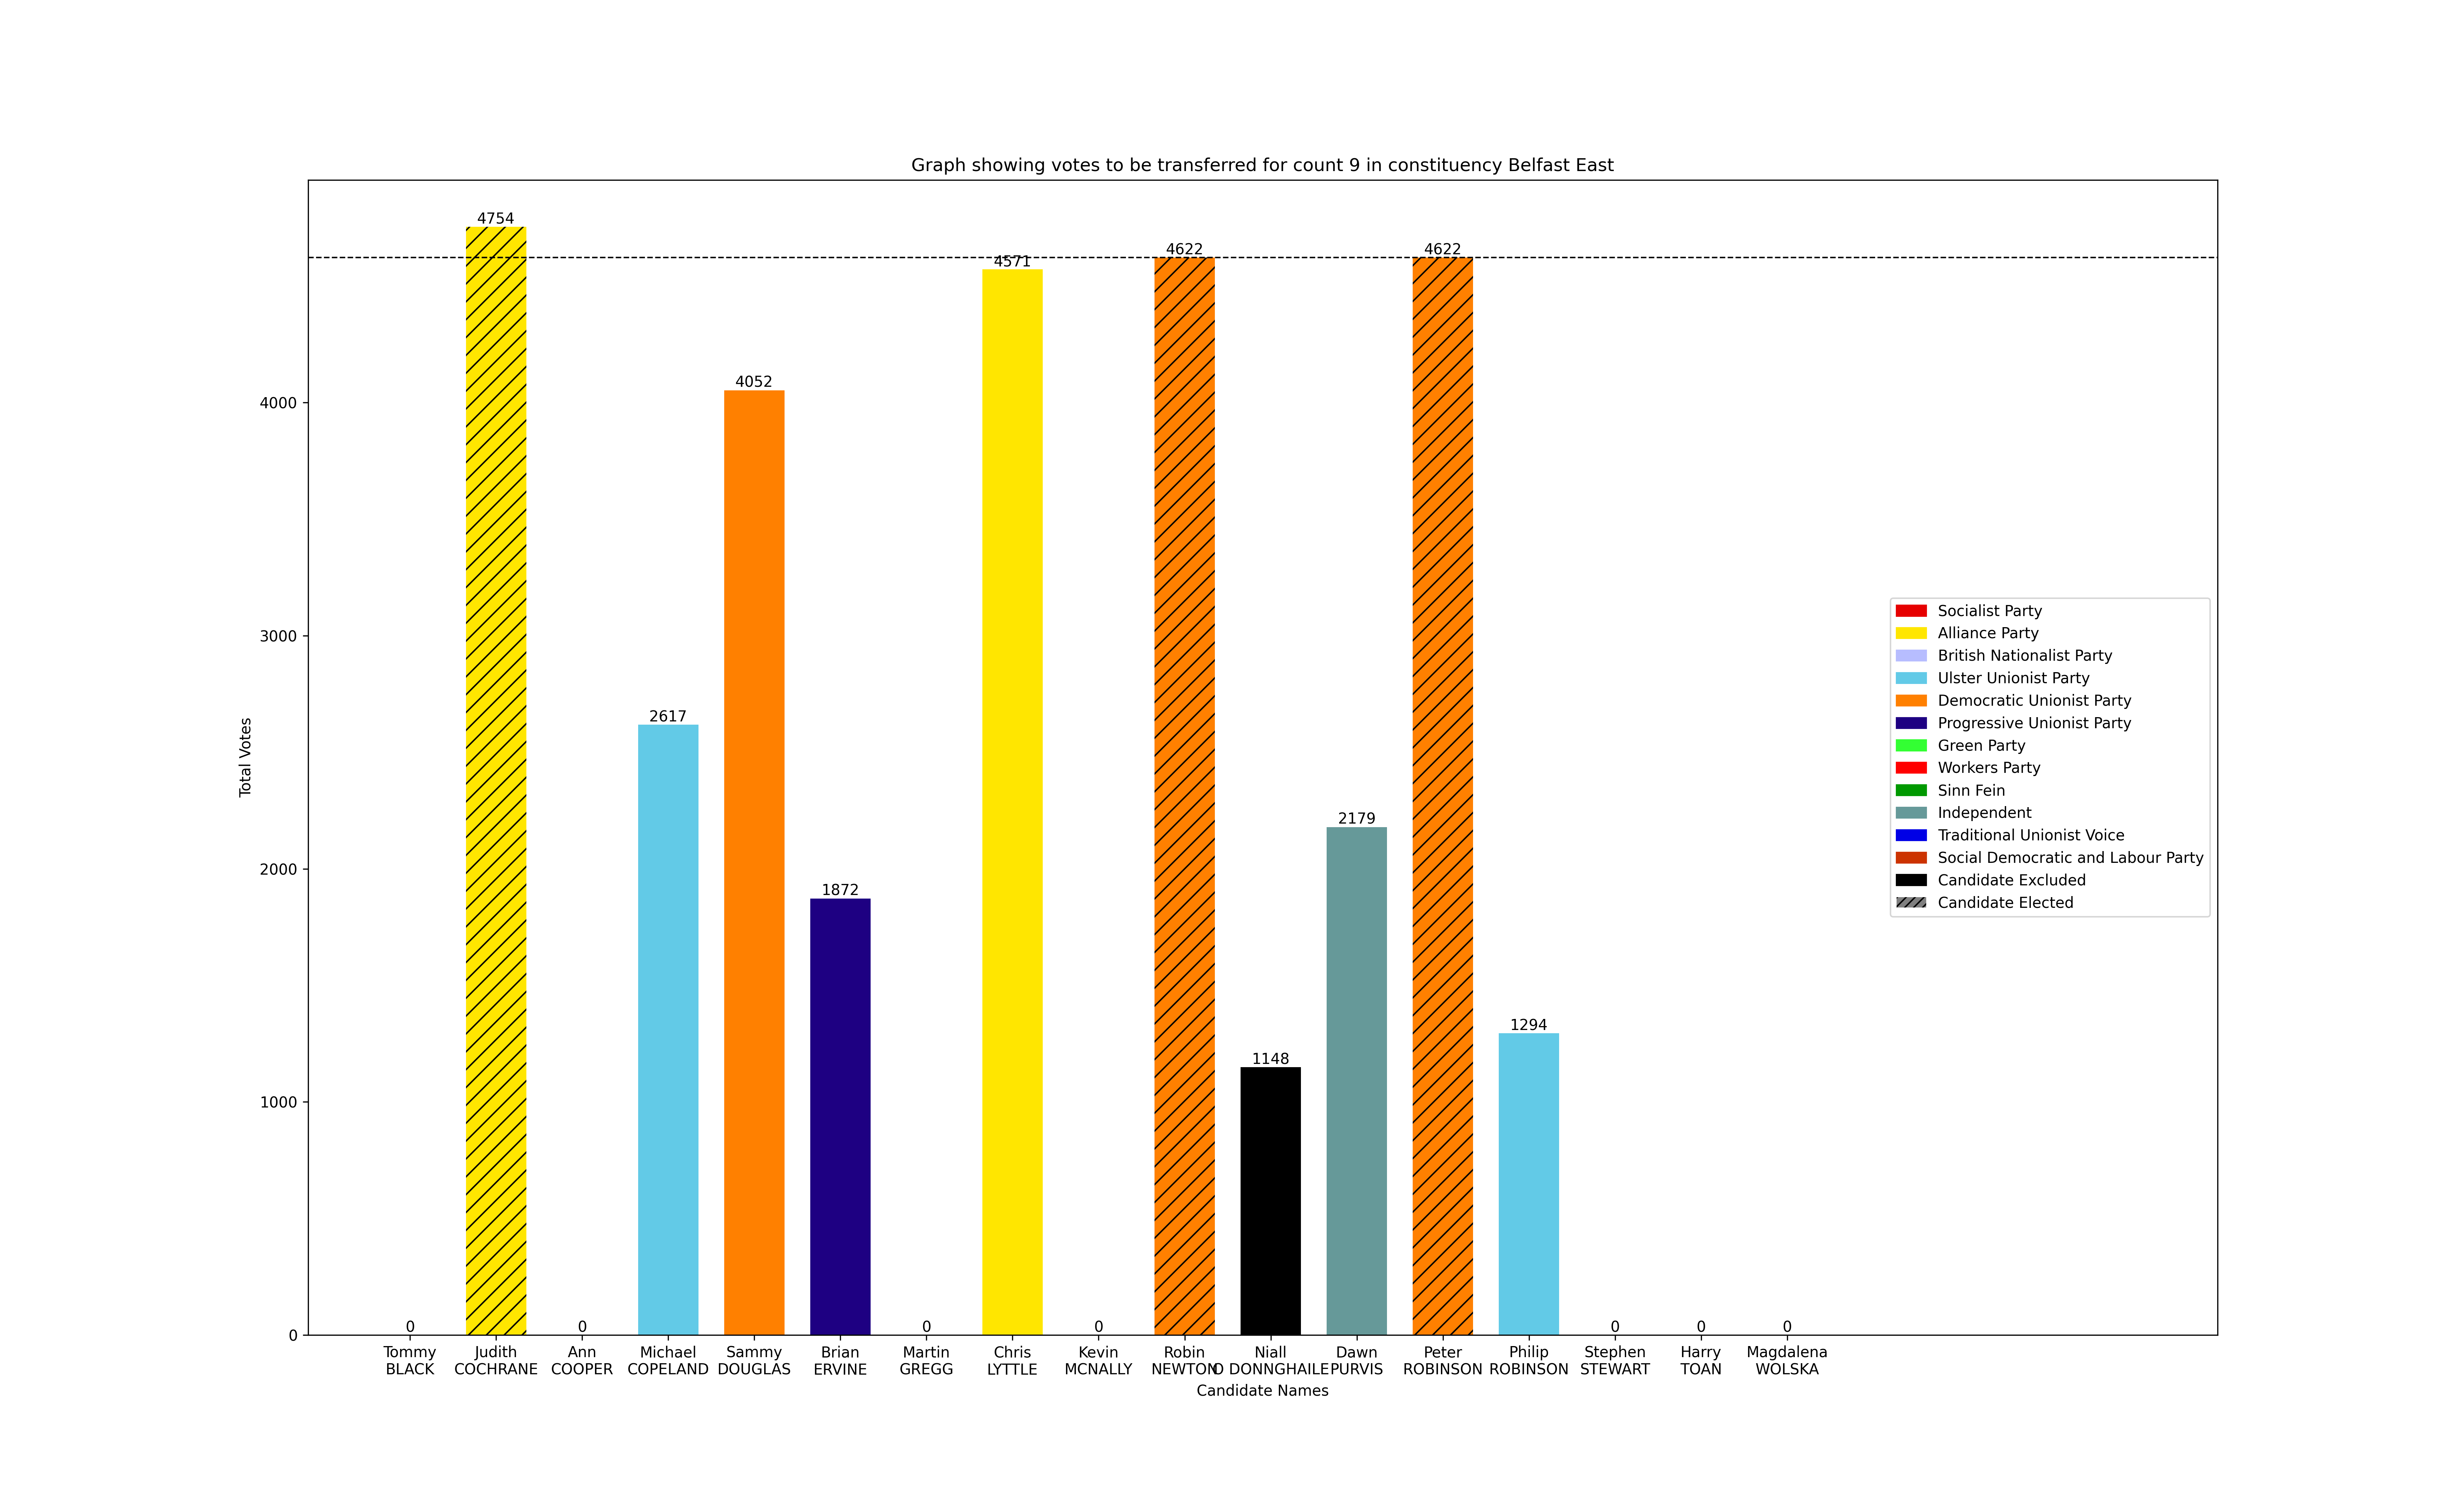 Graph showing votes to be transferred for count 9 in constituency Belfast East
4754
4622
4622
4571
4052
4000
3000
2617
2179
2000
1872
1294
1148
1000
0
0
0
0
0
0
0
0
Total Votes
Socialist Party
Alliance Party
British Nationalist Party
Ulster Unionist Party
Democratic Unionist Party
Progressive Unionist Party
Green Party
Workers Party
Sinn Fein
Independent
Traditional Unionist Voice
Social Democratic and Labour Party
Candidate Excluded
Candidate Elected
Tommy
BLACK
Judith
COCHRANE
Ann
COOPER
Michael
COPELAND
Sammy
DOUGLAS
Brian
ERVINE
Martin
GREGG
Chris
LYTTLE
Kevin
MCNALLY
Robin
NEWTON
Niall
O DONNGHAILE
Dawn
PURVIS
Peter
ROBINSON
Philip
ROBINSON
Stephen
STEWART
Harry
TOAN
Magdalena
WOLSKA
Candidate Names